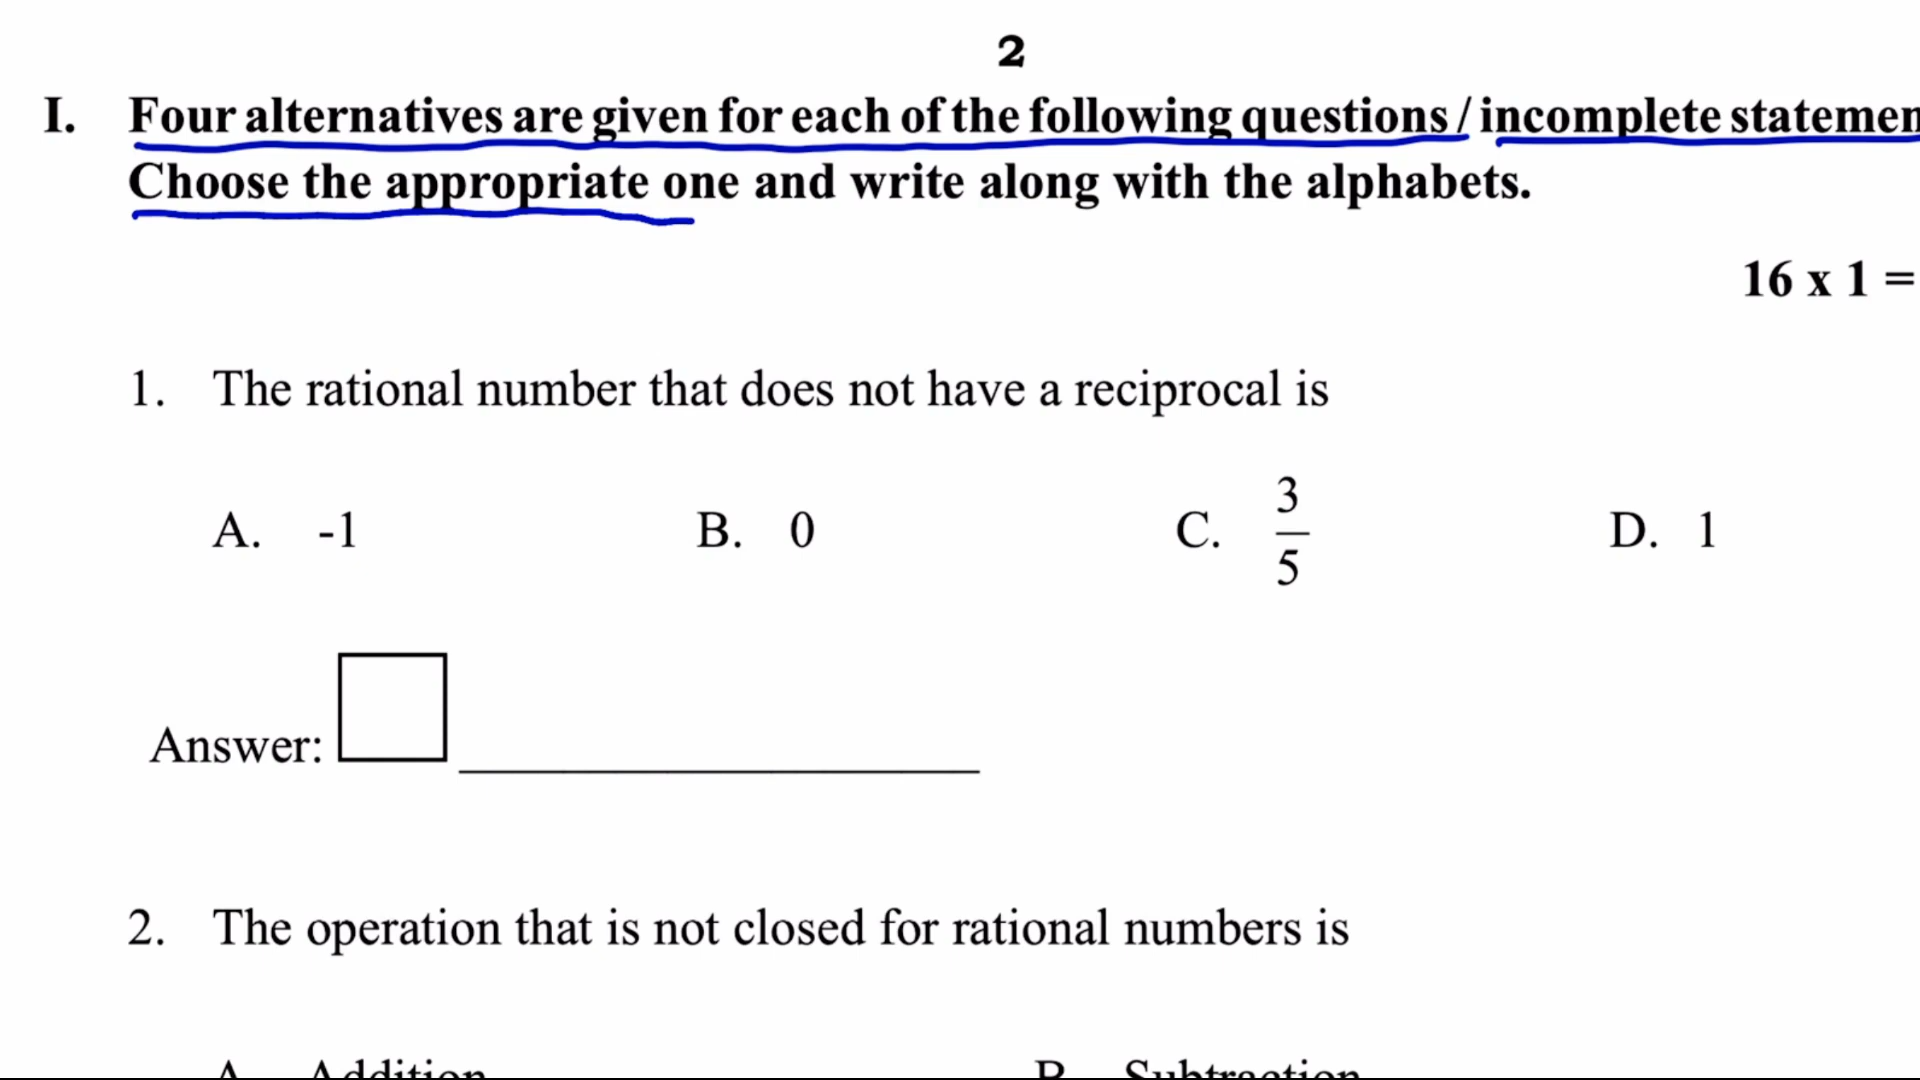 2
I. Four alternatives are given for each of the following questions / incomplete statemen
Choose the appropriate one and write along with the alphabets.
16 x 1 =
1. The rational number that does not have a reciprocal is
A. -1 B. 0 C. 3/5 D. 1
Answer:
2. The operation that is not closed for rational numbers is
A Addition B Subtraction